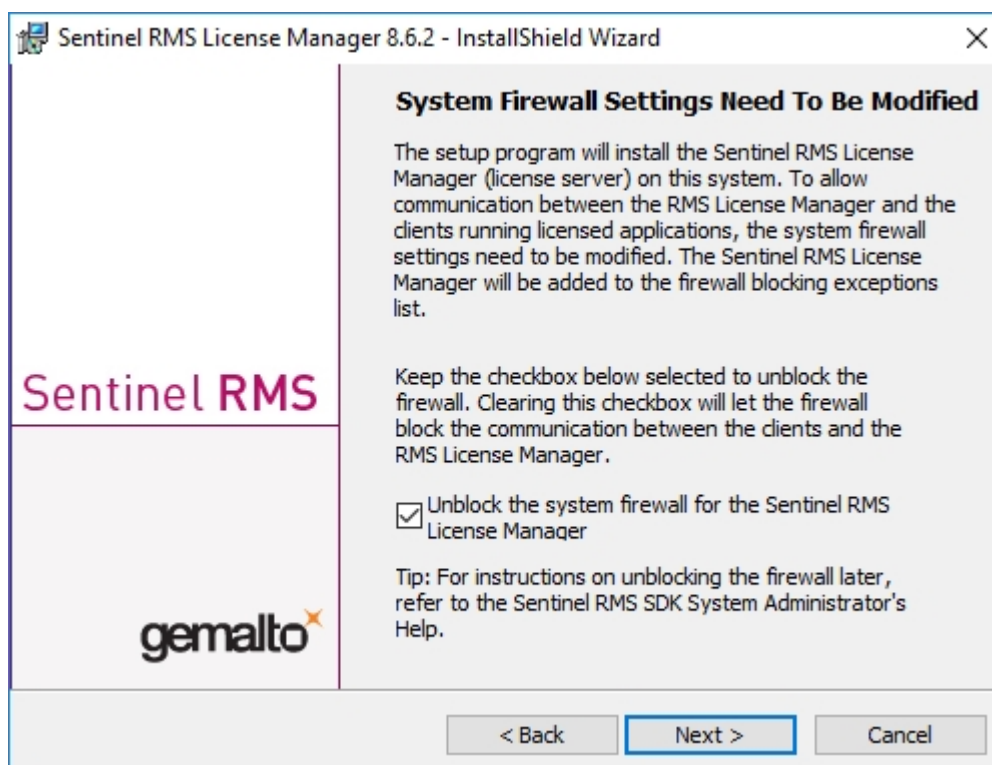 Sentinel RMS License Manager 8.6.2 - InstallShield Wizard
System Firewall Settings Need To Be Modified
The setup program will install the Sentinel RMS License
Manager (license server) on this system. To allow
communication between the RMS License Manager and the
clients running licensed applications, the system firewall
settings need to be modified. The Sentinel RMS License
Manager will be added to the firewall blocking exceptions
list.
Sentinel RMS
Keep the checkbox below selected to unblock the
firewall. Clearing this checkbox will let the firewall
block the communication between the clients and the
RMS License Manager.
Unblock the system firewall for the Sentinel RMS
License Manager
Tip: For instructions on unblocking the firewall later,
refer to the Sentinel RMS SDK System Administrator's
Help.
gemalto
< Back
Next >
Cancel